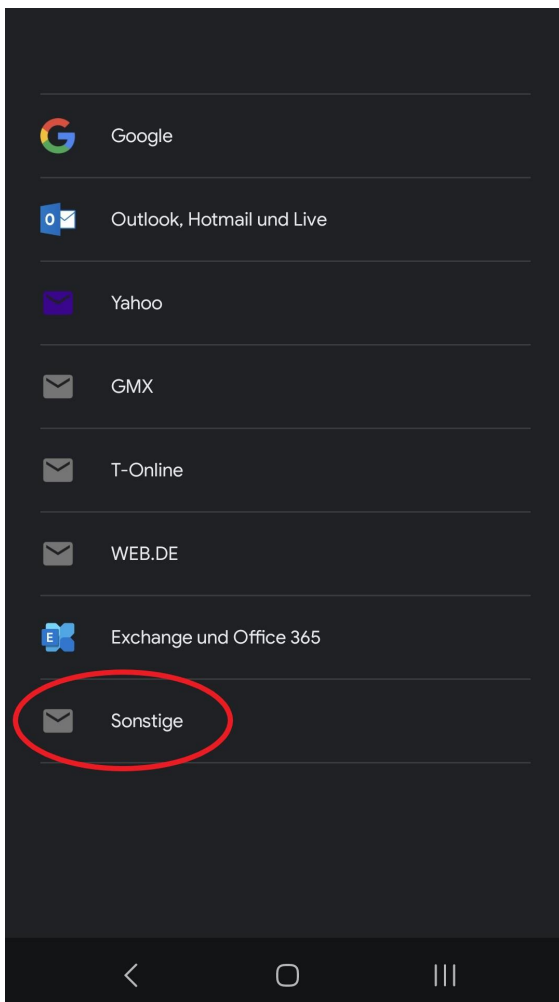 Google
Outlook, Hotmail und Live
Yahoo
GMX
T-Online
WEB.DE
Exchange und Office 365
Sonstige